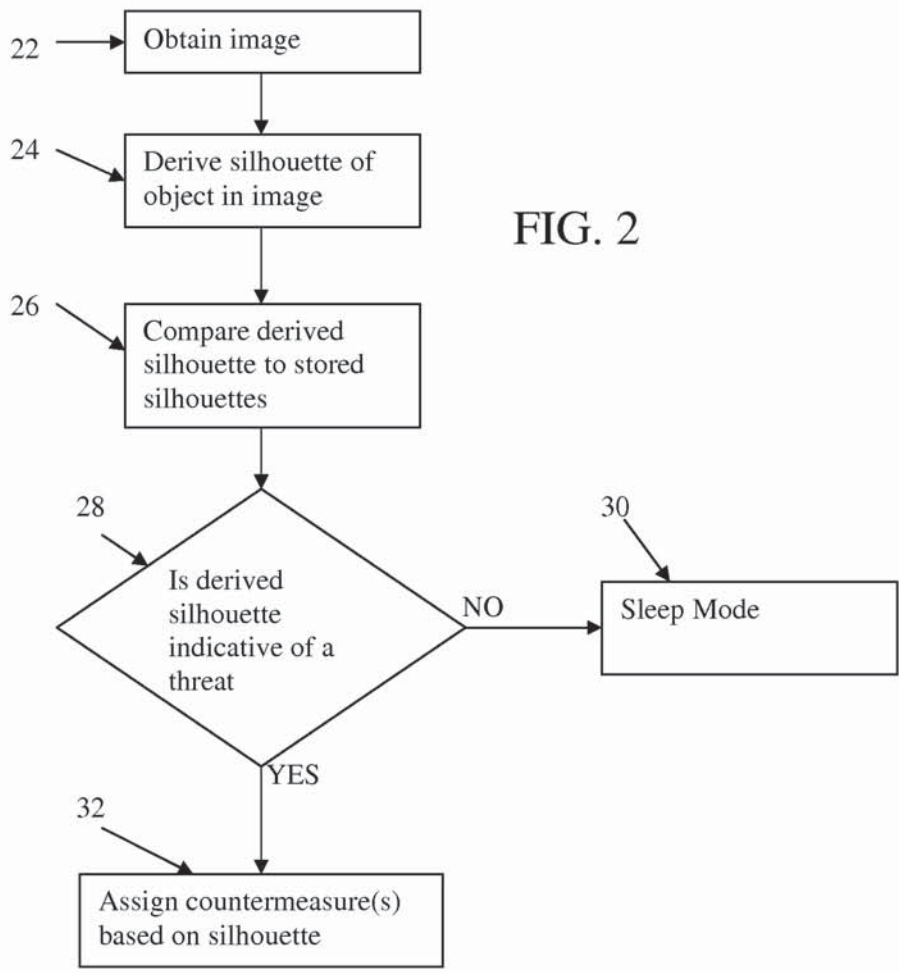 22
Obtain image
24
Derive silhouette of
object in image
FIG. 2
26
Compare derived
silhouette to stored
silhouettes
28
30
Is derived
silhouette
indicative of a
threat
NO
Sleep Mode
YES
32
Assign countermeasure(s)
based on silhouette